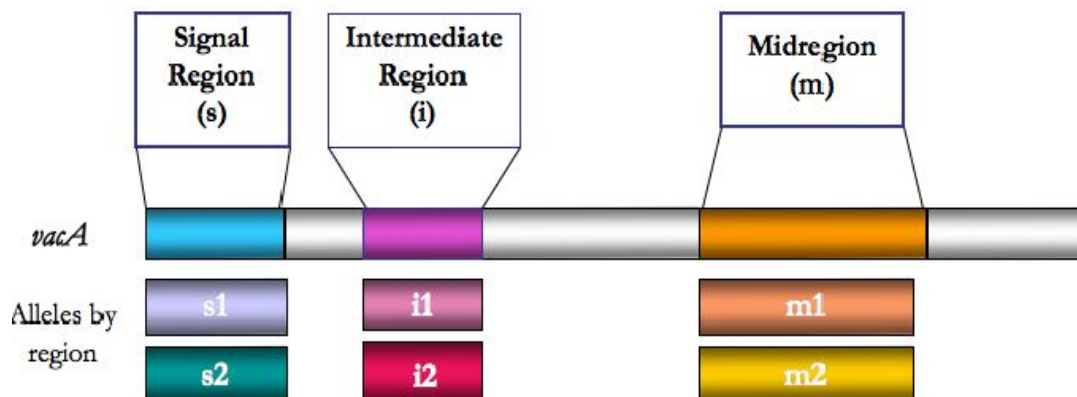 Signal
Region
(s)
Intermediate
Region
(i)
Midregion
(m)
vacA
Alleles by
region
s1
i1
m1
s2
i2
m2